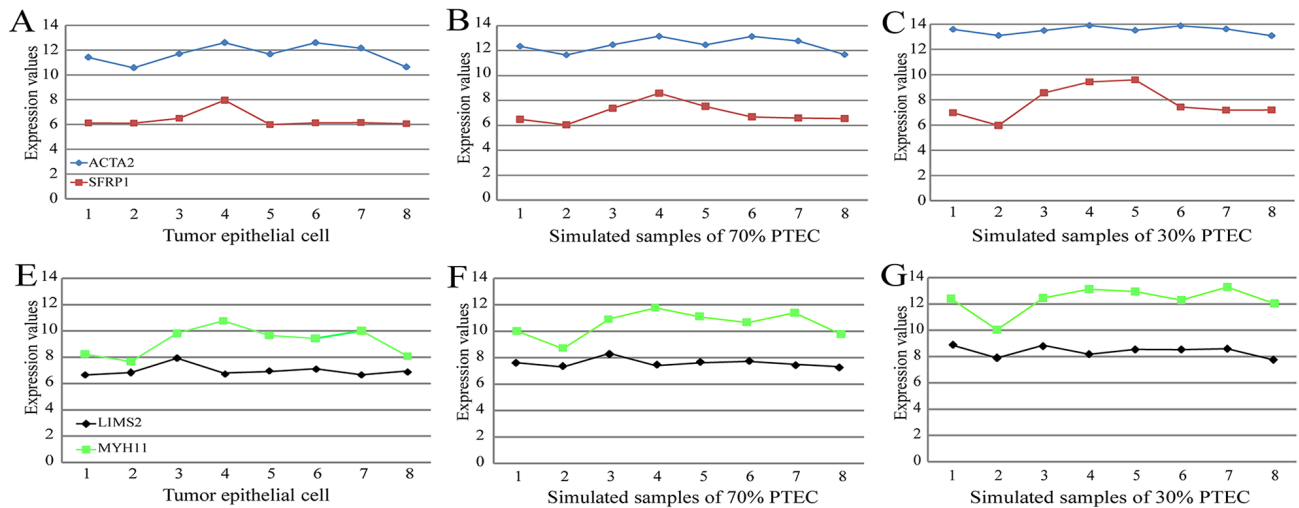 A
14
12
10
8
6
4
2
0
Expression values
ACTA2
SFRP1
1 2 3 4 5 6 7 8
Tumor epithelial cell
B
14
12
10
8
6
4
2
0
Expression values
1 2 3 4 5 6 7 8
Simulated samples of 70% PTEC
C
14
12
10
8
6
4
2
0
Expression values
1 2 3 4 5 6 7 8
Simulated samples of 30% PTEC
E
14
12
10
8
6
4
2
0
Expression values
LIMS2
MYH11
1 2 3 4 5 6 7 8
Tumor epithelial cell
F
14
12
10
8
6
4
2
0
Expression values
1 2 3 4 5 6 7 8
Simulated samples of 70% PTEC
G
14
12
10
8
6
4
2
0
Expression values
1 2 3 4 5 6 7 8
Simulated samples of 30% PTEC